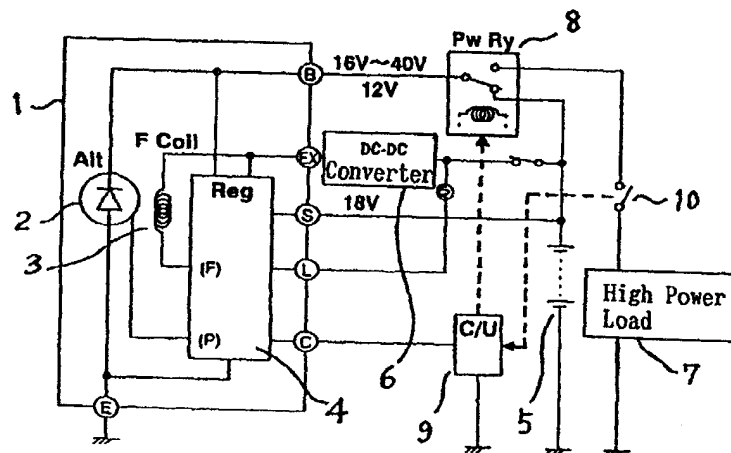 8
Pw Ry
16V~40V
12V
B
1
F Coil
Alt
EX
DC-DC
Converter
Reg
2
S
18V
10
3
6
(F)
L
High Power
Load
C/U
(P)
C
4
5
7
9
E